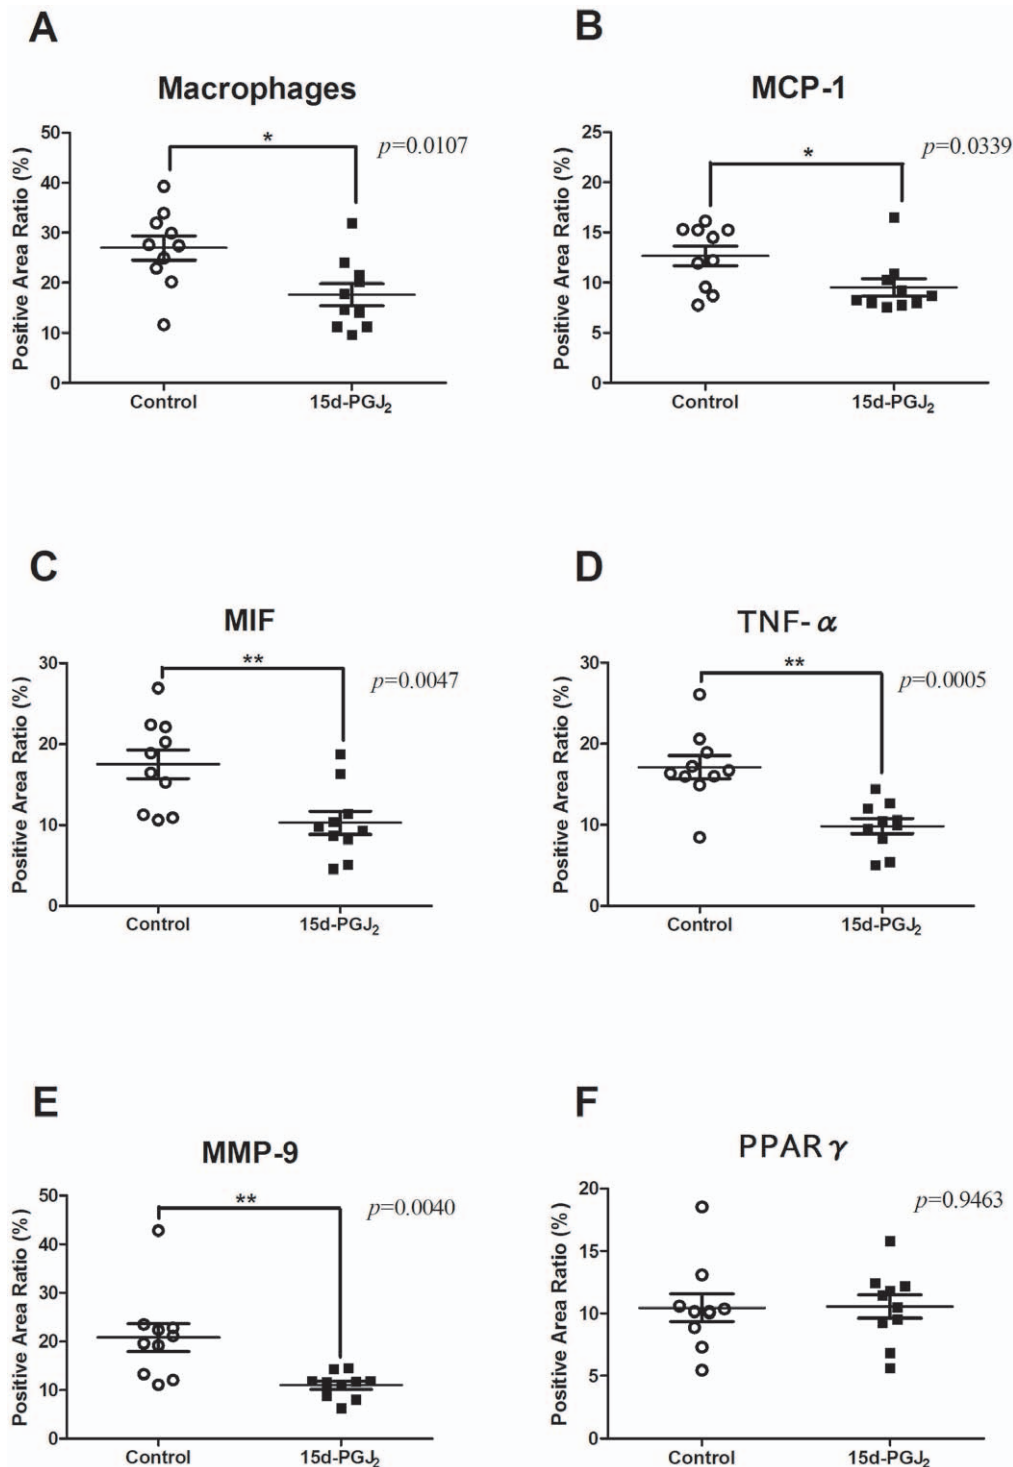 A
B
Macrophages
MCP-1
*
p=0.0107
*
p=0.0339
Positive Area Ratio (%)
50
40
30
20
10
0
Control
15d-PGJ₂
Positive Area Ratio (%)
25
20
15
10
5
0
Control
15d-PGJ₂
C
D
MIF
TNF-α
**
p=0.0047
**
p=0.0005
Positive Area Ratio (%)
30
20
10
0
Control
15d-PGJ₂
Positive Area Ratio (%)
30
20
10
0
Control
15d-PGJ₂
E
F
MMP-9
PPARγ
**
p=0.0040
p=0.9463
Positive Area Ratio (%)
50
40
30
20
10
0
Control
15d-PGJ₂
Positive Area Ratio (%)
20
15
10
5
0
Control
15d-PGJ₂